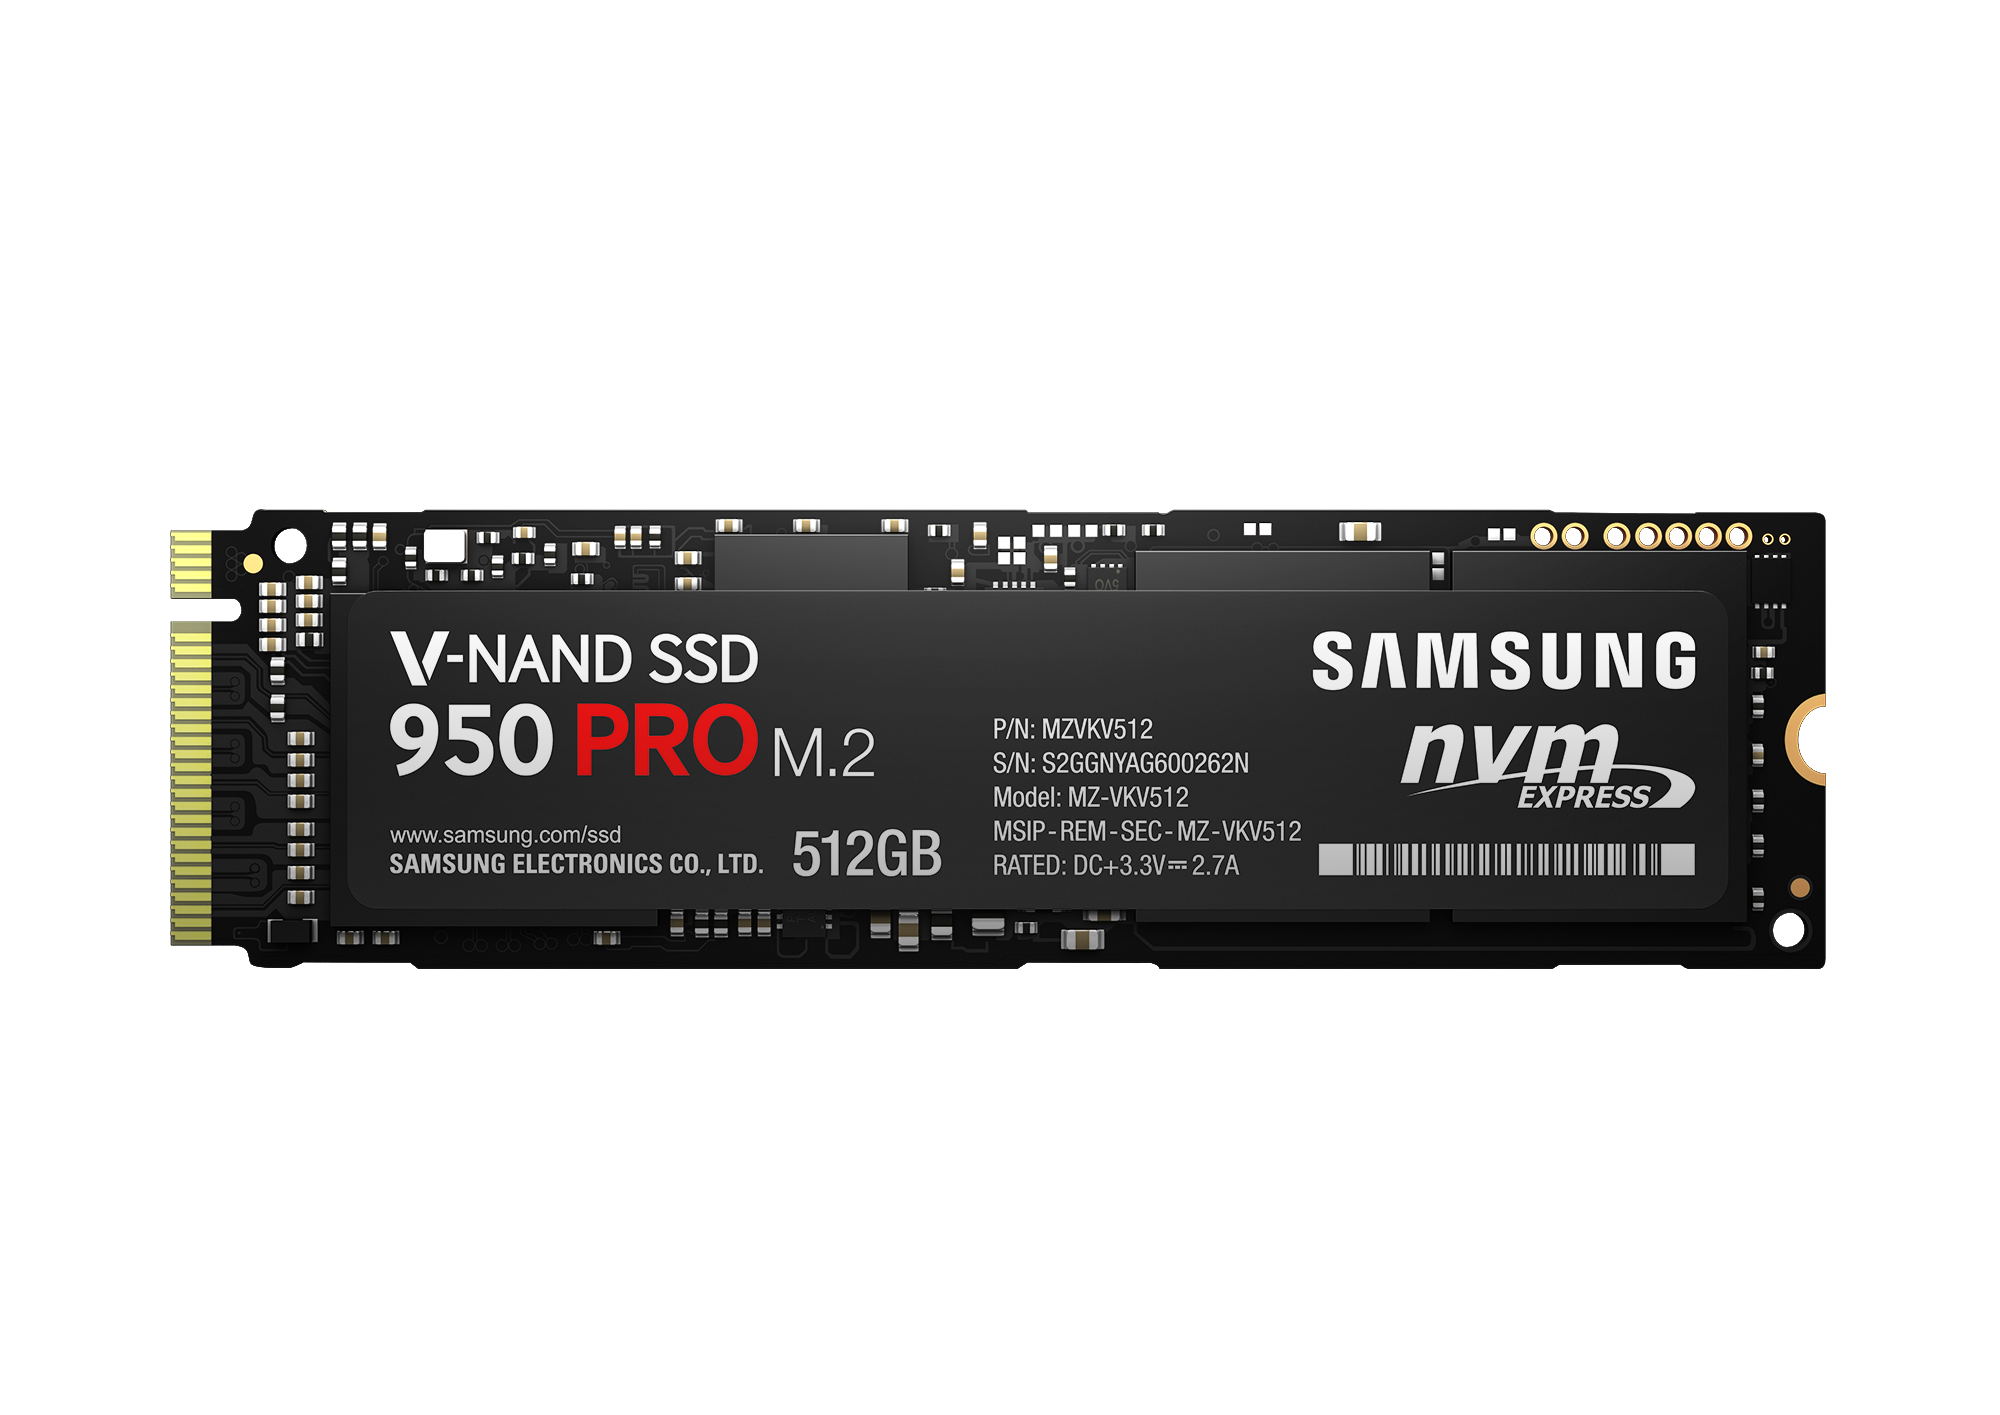 V-NAND SSD
950 PRO M.2
www.samsung.com/ssd
SAMSUNG ELECTRONICS CO., LTD.
512GB
P/N: MZVKV512
S/N: S2GGNYAG600262N
Model: MZ-VKV512
MSIP-REM-SEC-MZ-VKV512
RATED: DC+3.3V⎓2.7A
SAMSUNG
nvm
EXPRESS